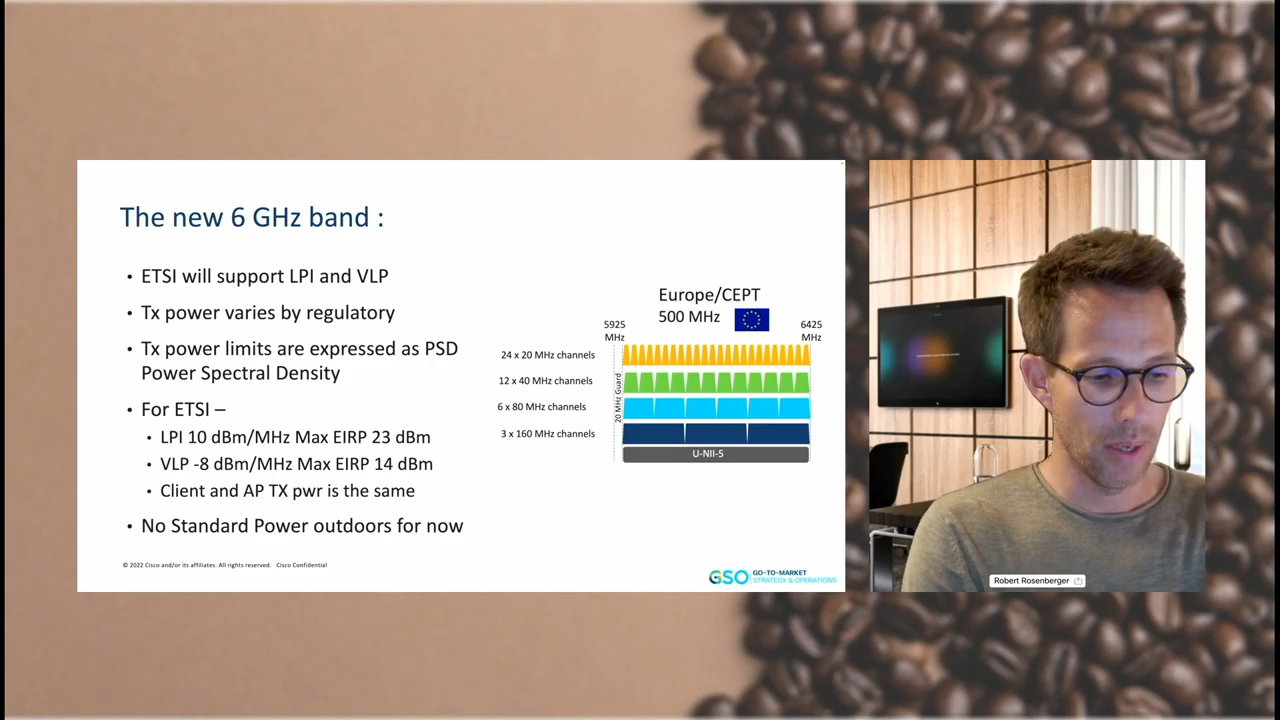 The new 6 GHz band :
• ETSI will support LPI and VLP
• Tx power varies by regulatory
• Tx power limits are expressed as PSD
Power Spectral Density
• For ETSI –
• LPI 10 dBm/MHz Max EIRP 23 dBm
• VLP -8 dBm/MHz Max EIRP 14 dBm
• Client and AP TX pwr is the same
• No Standard Power outdoors for now
Europe/CEPT
500 MHz
5925
MHz
6425
MHz
24 x 20 MHz channels
12 x 40 MHz channels
6 x 80 MHz channels
3 x 160 MHz channels
20 MHz Guard
U-NII-5
© 2022 Cisco and/or its affiliates. All rights reserved. Cisco Confidential
GSO GO-TO-MARKET
STRATEGY & OPERATIONS
Robert Rosenberger